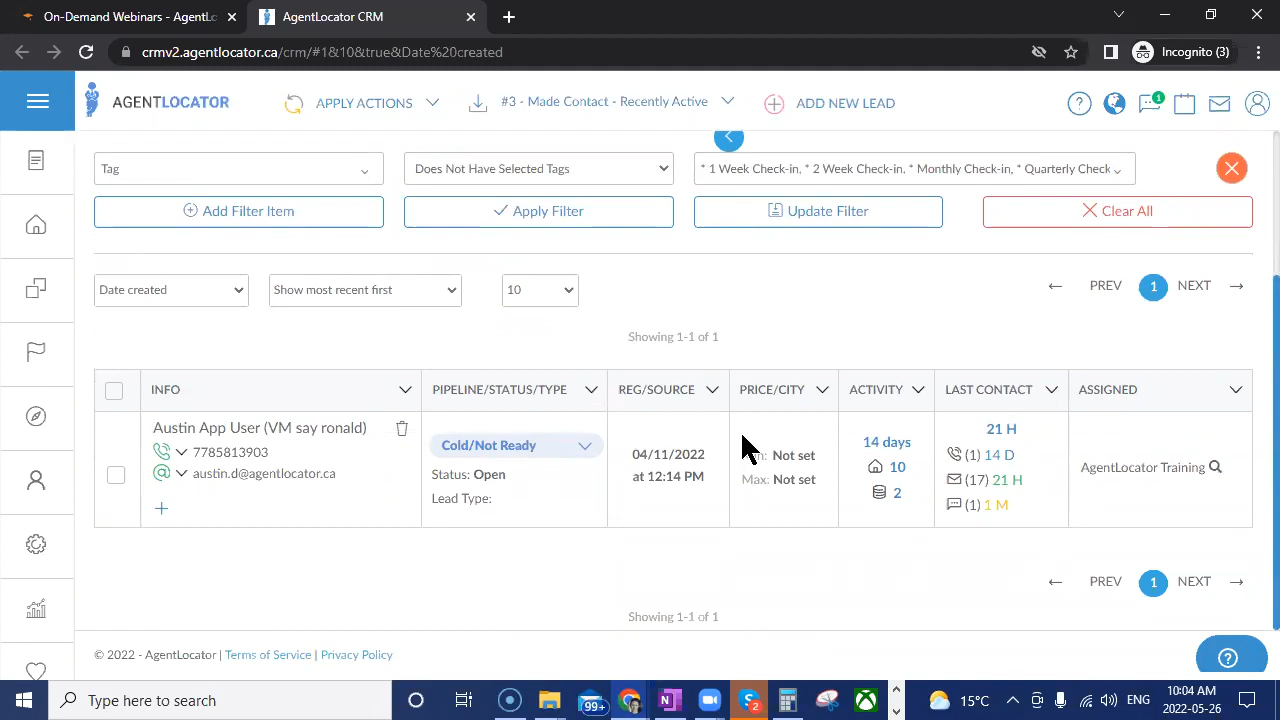 On-Demand Webinars - AgentLo
AgentLocator CRM
crmv2.agentlocator.ca/crm/#1&10&true&Date%20created
Incognito (3)
AGENTLOCATOR
APPLY ACTIONS
#3 - Made Contact - Recently Active
ADD NEW LEAD
1
Tag
Does Not Have Selected Tags
* 1 Week Check-in, * 2 Week Check-in, * Monthly Check-in, * Quarterly Check
Add Filter Item
Apply Filter
Update Filter
Clear All
Date created
Show most recent first
10
PREV
1
NEXT
Showing 1-1 of 1
INFO
PIPELINE/STATUS/TYPE
REG/SOURCE
PRICE/CITY
ACTIVITY
LAST CONTACT
ASSIGNED
Austin App User (VM say ronald)
7785813903
austin.d@agentlocator.ca
Cold/Not Ready
Status: Open
Lead Type:
04/11/2022
at 12:14 PM
Not set
Max: Not set
14 days
10
2
21 H
(1) 14 D
(17) 21 H
(1) 1 M
AgentLocator Training
PREV
1
NEXT
Showing 1-1 of 1
© 2022 - AgentLocator | Terms of Service | Privacy Policy
Type here to search
99+
2
15°C
ENG
10:04 AM
2022-05-26